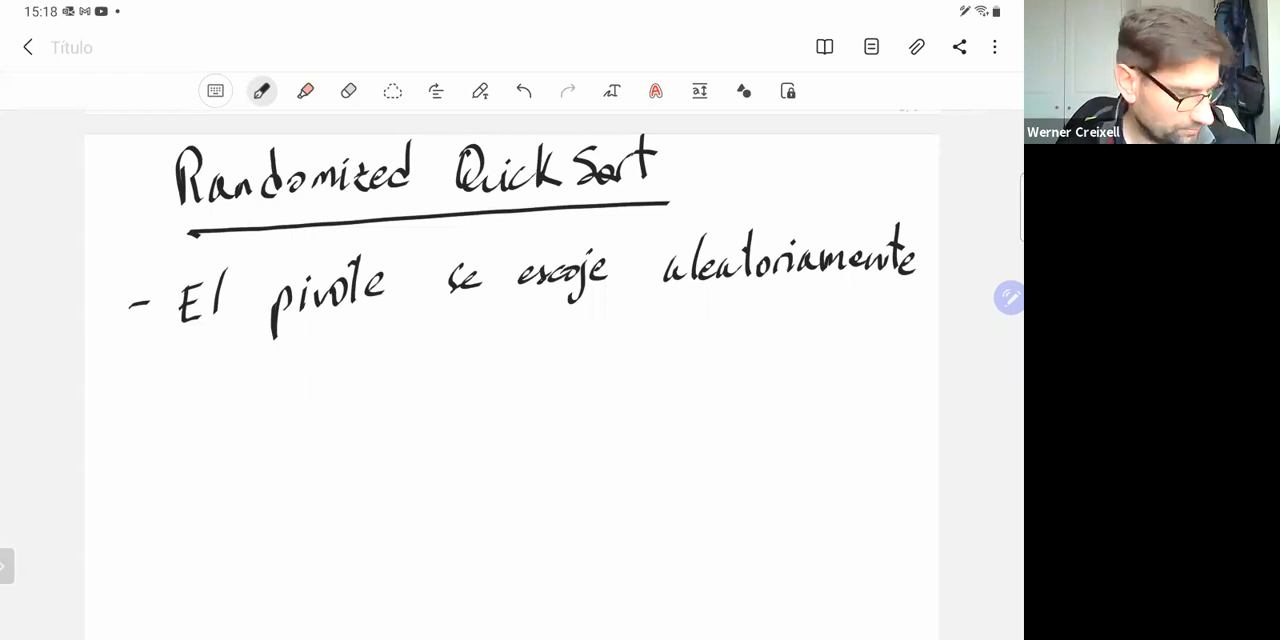 15:18
Título
Werner Creixell
Randomized QuickSort
- El pivote se escoje aleatoriamente